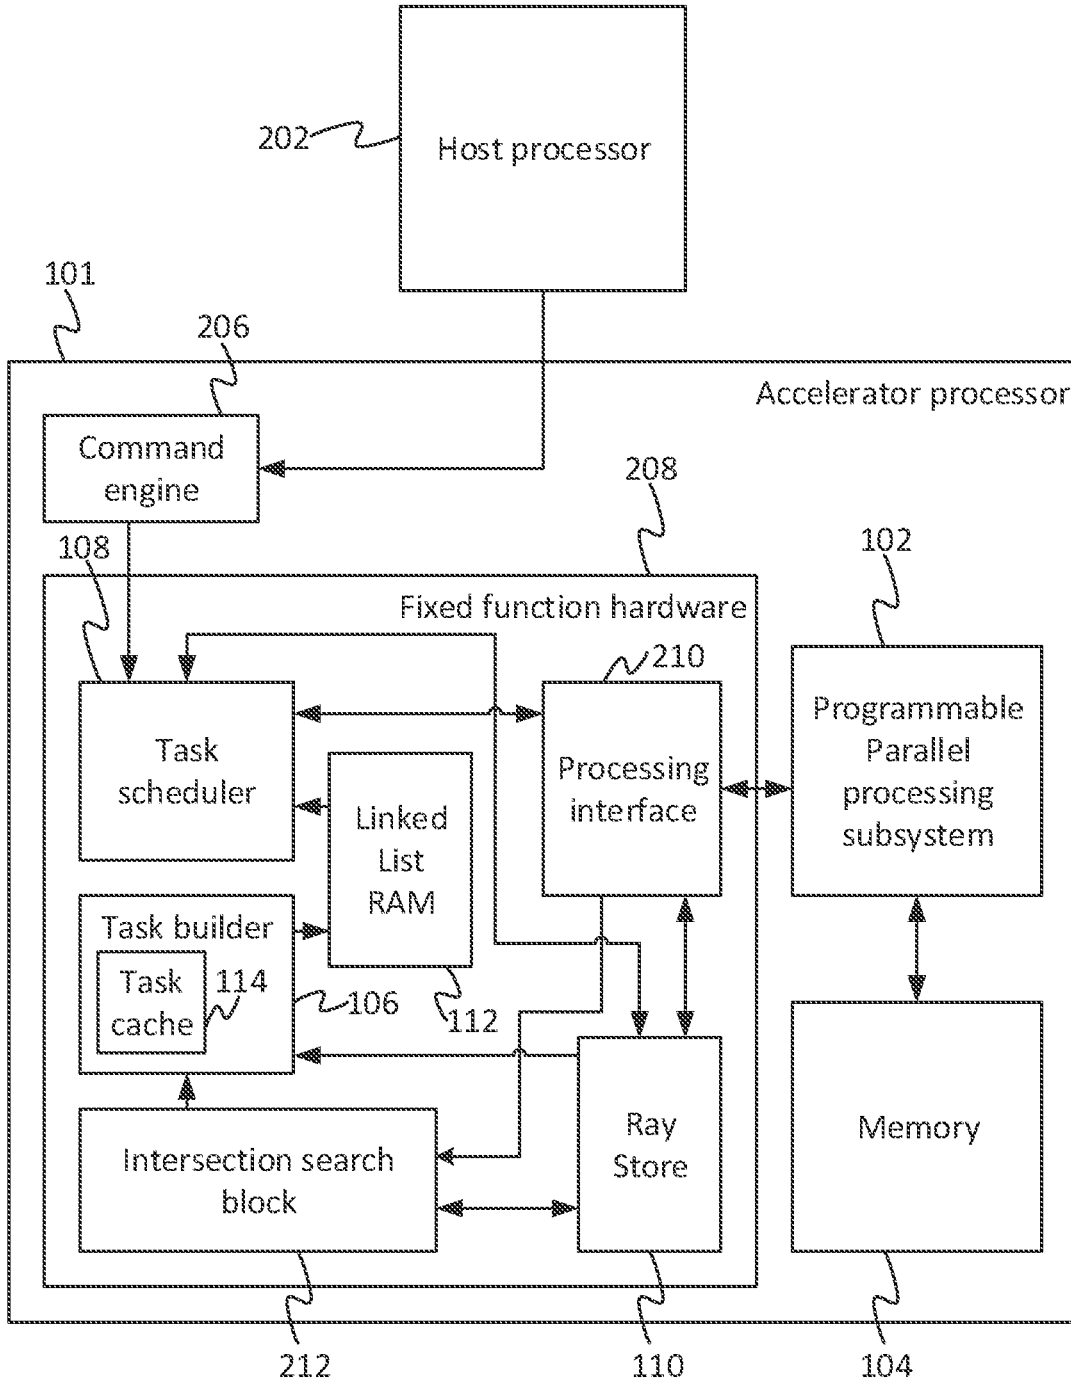 202
Host processor
101
206
Accelerator processor
Command
engine
208
108
102
Fixed function hardware
210
Task
scheduler
Linked
List
RAM
Processing
interface
Programmable
Parallel
processing
subsystem
Task builder
Task
cache
114
106
112
Intersection search
block
Ray
Store
Memory
212
110
104